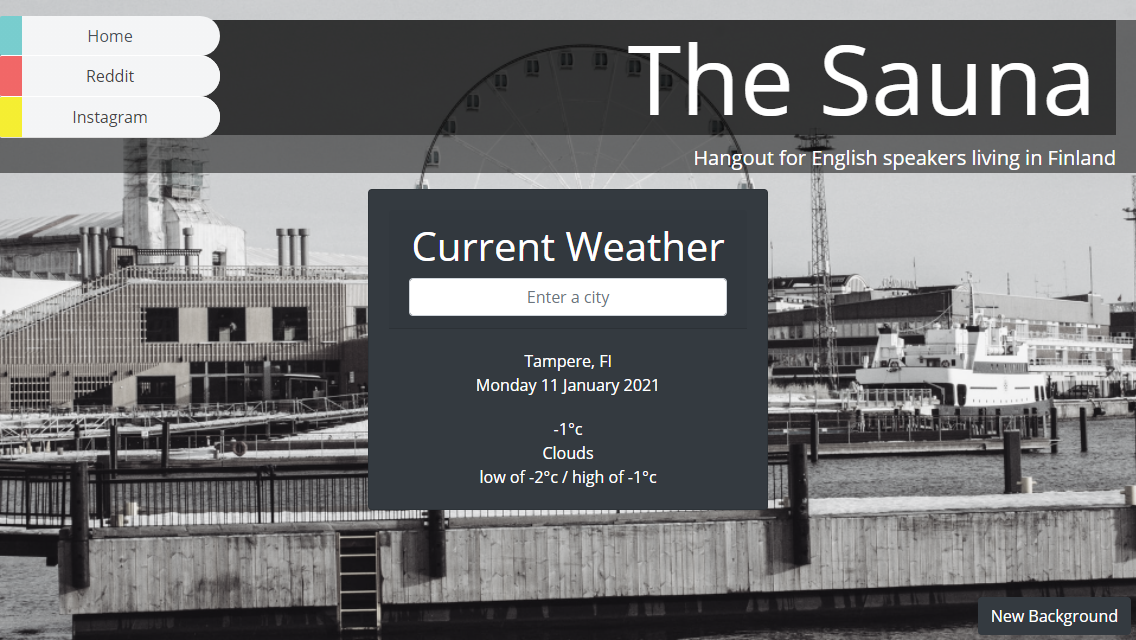 Home
Reddit
Instagram
The Sauna
Hangout for English speakers living in Finland
Current Weather
Enter a city
Tampere, FI
Monday 11 January 2021
-1°c
Clouds
low of -2°c / high of -1°c
New Background